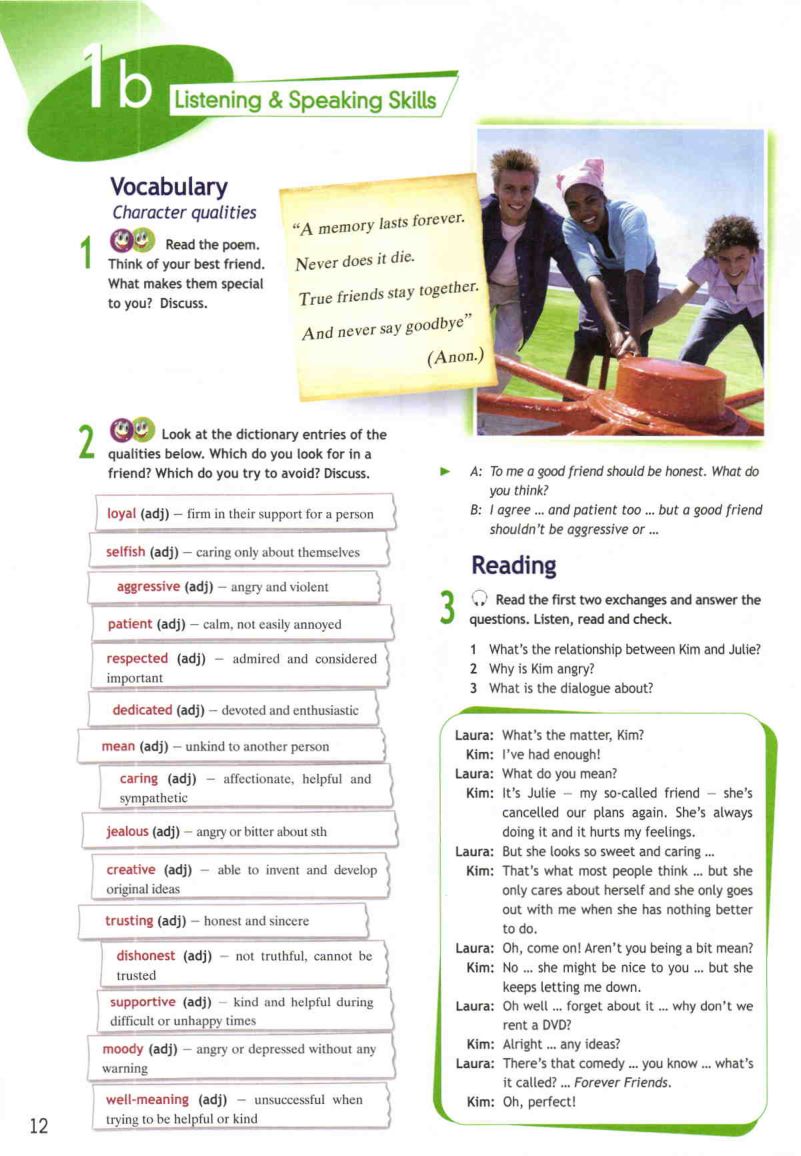 1b
Listening & Speaking Skills
Vocabulary
Character qualities
1 Read the poem.
Think of your best friend.
What makes them special
to you? Discuss.
"A memory lasts forever.
Never does it die.
True friends stay together.
And never say goodbye"
(Anon.)
2 Look at the dictionary entries of the
qualities below. Which do you look for in a
friend? Which do you try to avoid? Discuss.
loyal (adj) – firm in their support for a person
selfish (adj) – caring only about themselves
aggressive (adj) – angry and violent
patient (adj) – calm, not easily annoyed
respected (adj) – admired and considered
important
dedicated (adj) – devoted and enthusiastic
mean (adj) – unkind to another person
caring (adj) – affectionate, helpful and
sympathetic
jealous (adj) – angry or bitter about sth
creative (adj) – able to invent and develop
original ideas
trusting (adj) – honest and sincere
dishonest (adj) – not truthful, cannot be
trusted
supportive (adj) – kind and helpful during
difficult or unhappy times
moody (adj) – angry or depressed without any
warning
well-meaning (adj) – unsuccessful when
trying to be helpful or kind
A: To me a good friend should be honest. What do
you think?
B: I agree ... and patient too ... but a good friend
shouldn't be aggressive or ...
Reading
3 Read the first two exchanges and answer the
questions. Listen, read and check.
1 What's the relationship between Kim and Julie?
2 Why is Kim angry?
3 What is the dialogue about?
Laura: What's the matter, Kim?
Kim: I've had enough!
Laura: What do you mean?
Kim: It's Julie – my so-called friend – she's
cancelled our plans again. She's always
doing it and it hurts my feelings.
Laura: But she looks so sweet and caring ...
Kim: That's what most people think ... but she
only cares about herself and she only goes
out with me when she has nothing better
to do.
Laura: Oh, come on! Aren't you being a bit mean?
Kim: No ... she might be nice to you ... but she
keeps letting me down.
Laura: Oh well ... forget about it ... why don't we
rent a DVD?
Kim: Alright ... any ideas?
Laura: There's that comedy ... you know ... what's
it called? ... Forever Friends.
Kim: Oh, perfect!
12